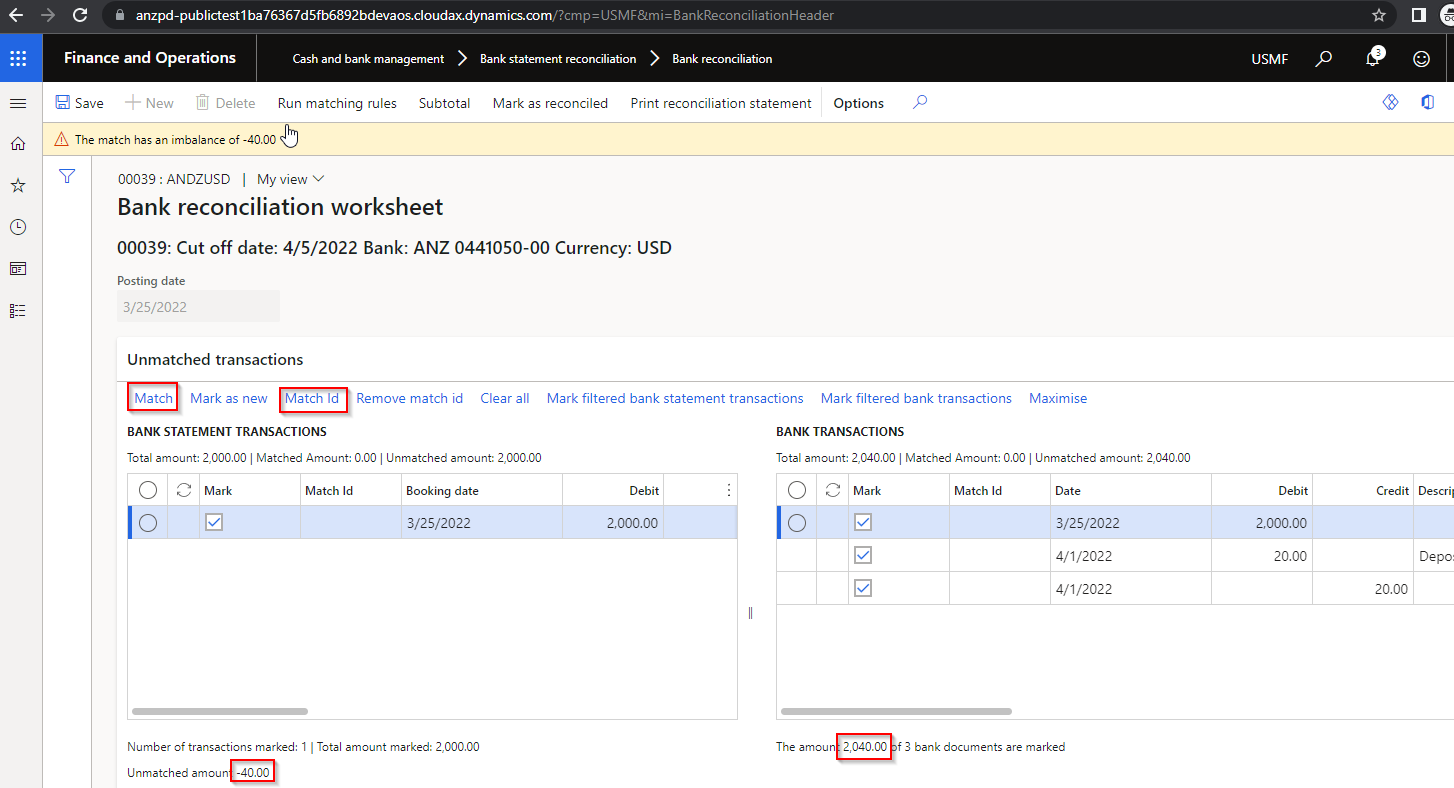 anzpd-publictest1ba76367d5fb6892bdevaos.cloudax.dynamics.com/?cmp=USMF&mi=BankReconciliationHeader
Finance and Operations Cash and bank management Bank statement reconciliation Bank reconciliation USMF 3
Save New Delete Run matching rules Subtotal Mark as reconciled Print reconciliation statement Options
The match has an imbalance of -40.00
00039 : ANDZUSD | My view
Bank reconciliation worksheet
00039: Cut off date: 4/5/2022 Bank: ANZ 0441050-00 Currency: USD
Posting date
3/25/2022
Unmatched transactions
Match Mark as new Match Id Remove match id Clear all Mark filtered bank statement transactions Mark filtered bank transactions Maximise
BANK STATEMENT TRANSACTIONS
Total amount: 2,000.00 | Matched Amount: 0.00 | Unmatched amount: 2,000.00
Mark Match Id Booking date Debit
3/25/2022 2,000.00
Number of transactions marked: 1 | Total amount marked: 2,000.00
Unmatched amount -40.00
BANK TRANSACTIONS
Total amount: 2,040.00 | Matched Amount: 0.00 | Unmatched amount: 2,040.00
Mark Match Id Date Debit Credit Descrip
3/25/2022 2,000.00
4/1/2022 20.00 Depos
4/1/2022 20.00
The amount 2,040.00 of 3 bank documents are marked